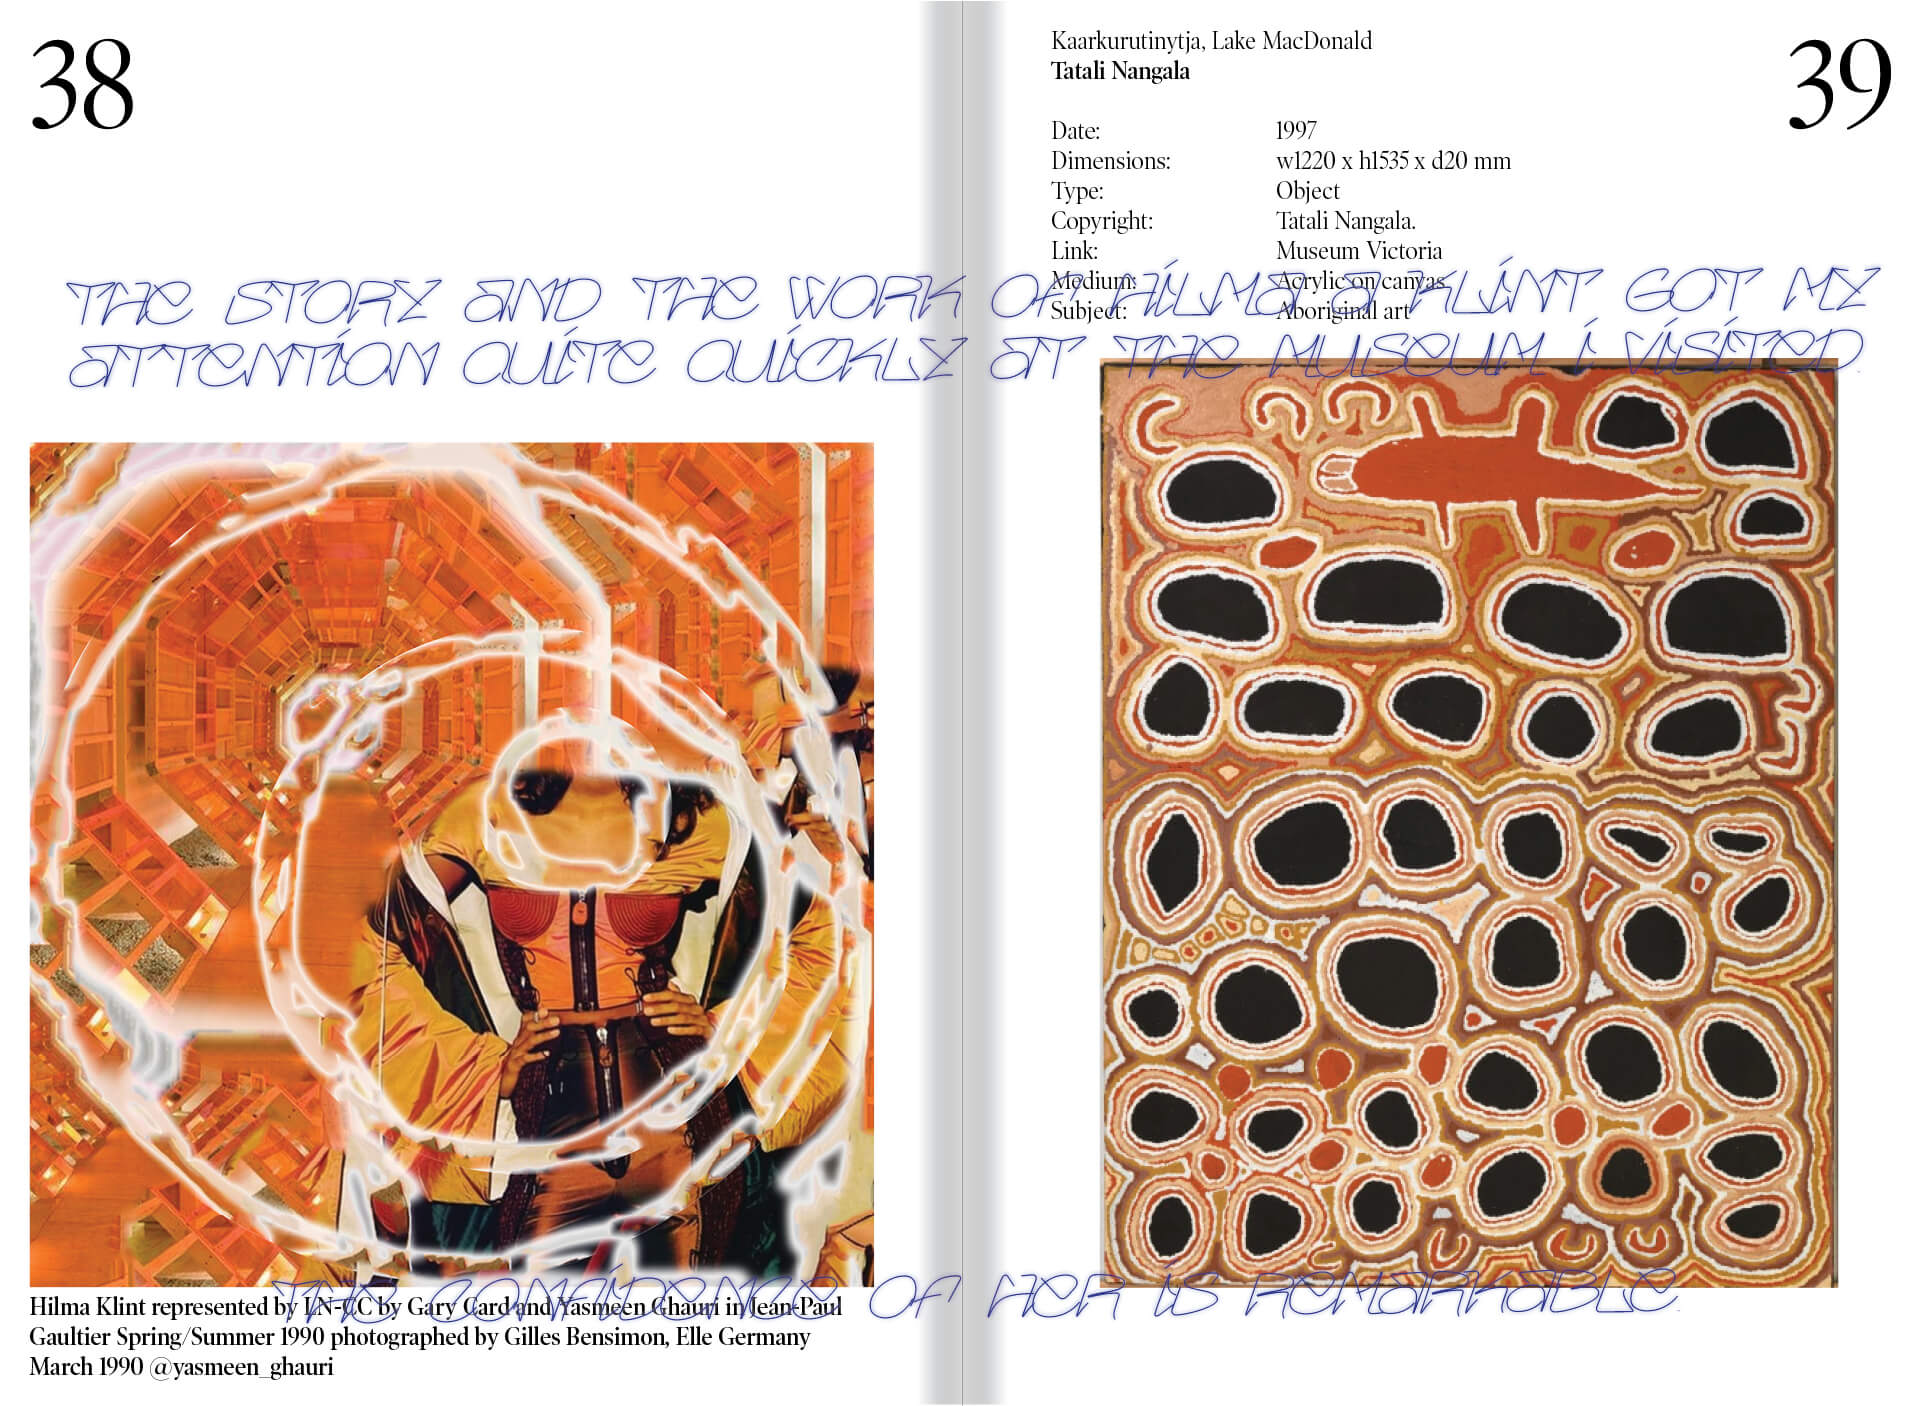 38
Kaarkurutinytja, Lake MacDonald
Tatali Nangala
39
Date: 1997
Dimensions: w1220 x h1535 x d20 mm
Type: Object
Copyright: Tatali Nangala.
Link: Museum Victoria
Medium: Acrylic on canvas
Subject: Aboriginal art
THE STORY AND THE WORK OF HILMA A KLINT GOT MY
ATTENTION QUITE QUICKLY AT THE MUSEUM I VISITED.
THE CONFIDENCE OF HER IS REMARKABLE.
Hilma Klint represented by LN-CC by Gary Card and Yasmeen Ghauri in Jean-Paul
Gaultier Spring/Summer 1990 photographed by Gilles Bensimon, Elle Germany
March 1990 @yasmeen_ghauri